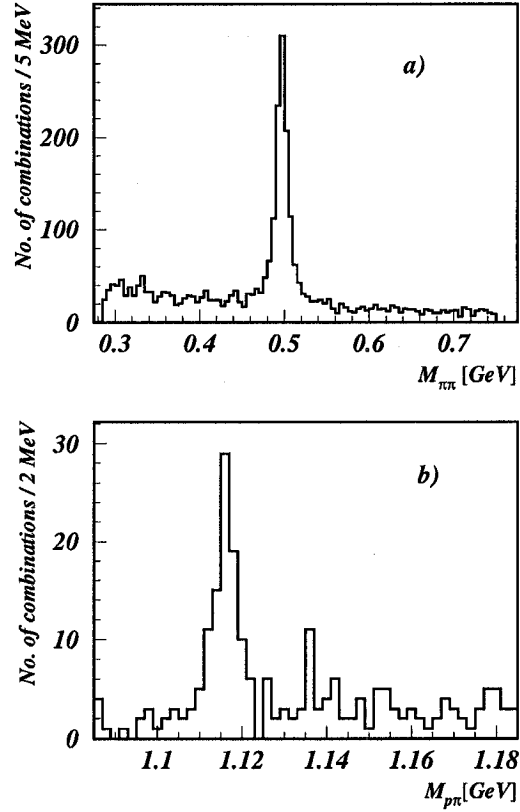 No. of combinations / 5 MeV
300
200
100
0
a)
0.3 0.4 0.5 0.6 0.7
M_ππ [GeV]
No. of combinations / 2 MeV
30
20
10
0
b)
1.1 1.12 1.14 1.16 1.18
M_pπ [GeV]